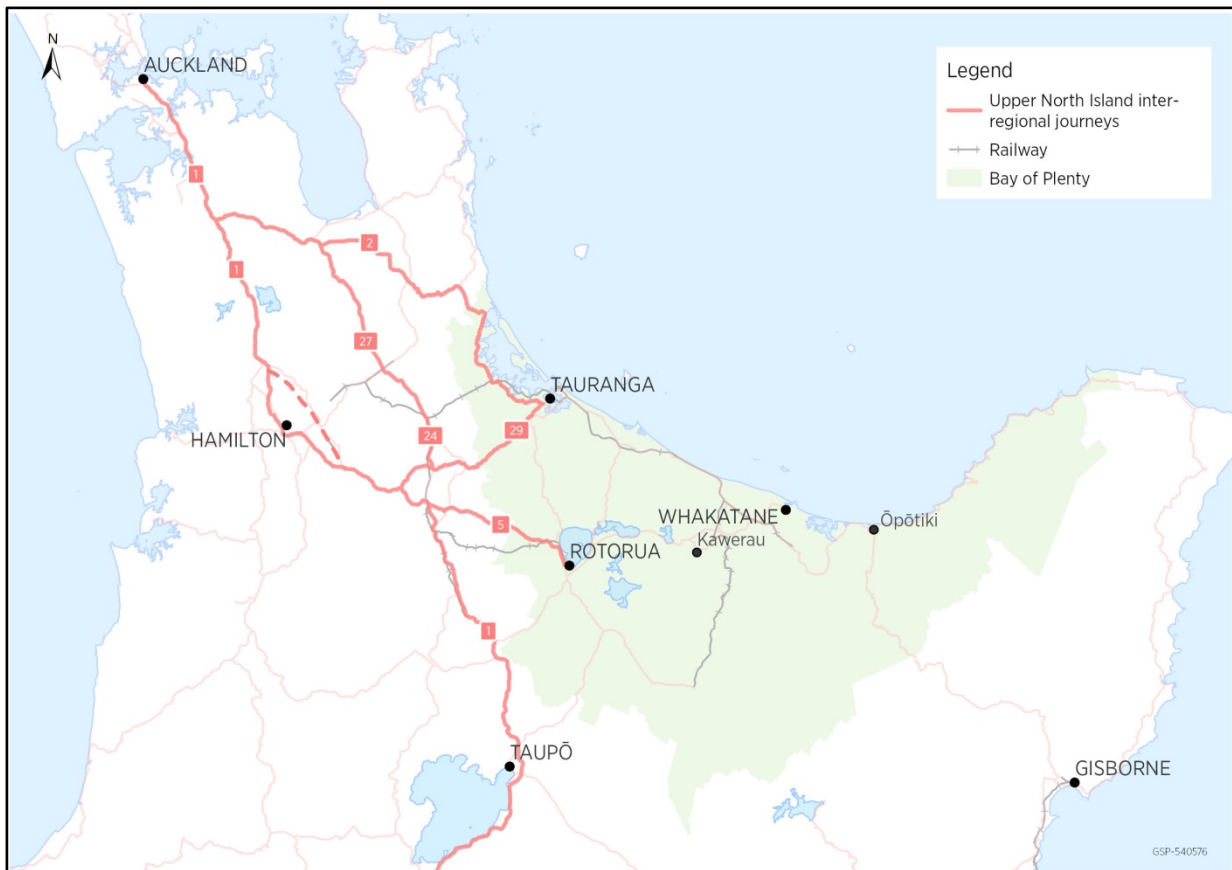 N
AUCKLAND
Legend
Upper North Island inter-
regional journeys
Railway
Bay of Plenty
1
2
1
27
TAURANGA
HAMILTON
24
29
5
WHAKATANE
Ōpōtiki
Kawerau
ROTORUA
1
TAUPŌ
GISBORNE
GSP-540576